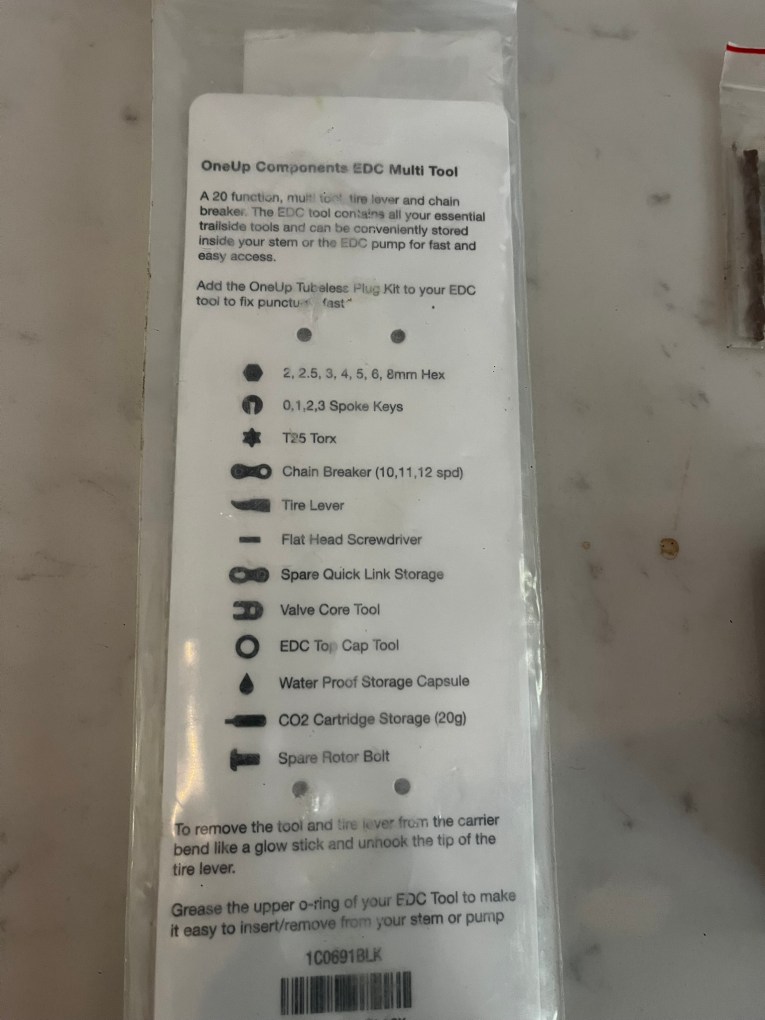 OneUp Components EDC Multi Tool
A 20 function, multi tool, tire lever and chain
breaker. The EDC tool contains all your essential
trailside tools and can be conveniently stored
inside your stem or the EDC pump for fast and
easy access.
Add the OneUp Tubeless Plug Kit to your EDC
tool to fix fast
2, 2.5, 3, 4, 5, 6, 8mm Hex
0,1,2,3 Spoke Keys
T25 Torx
Chain Breaker (10,11,12 spd)
Tire Lever
Flat Head Screwdriver
Spare Quick Link Storage
Valve Core Tool
EDC Top Cap Tool
Water Proof Storage Capsule
CO2 Cartridge Storage (20g)
Spare Rotor Bolt
To remove the tool and tire lever from the carrier
bend like a glow stick and unhook the tip of the
tire lever.
Grease the upper o-ring of your EDC Tool to make
it easy to insert/remove from your stem or pump
1C0691BLK